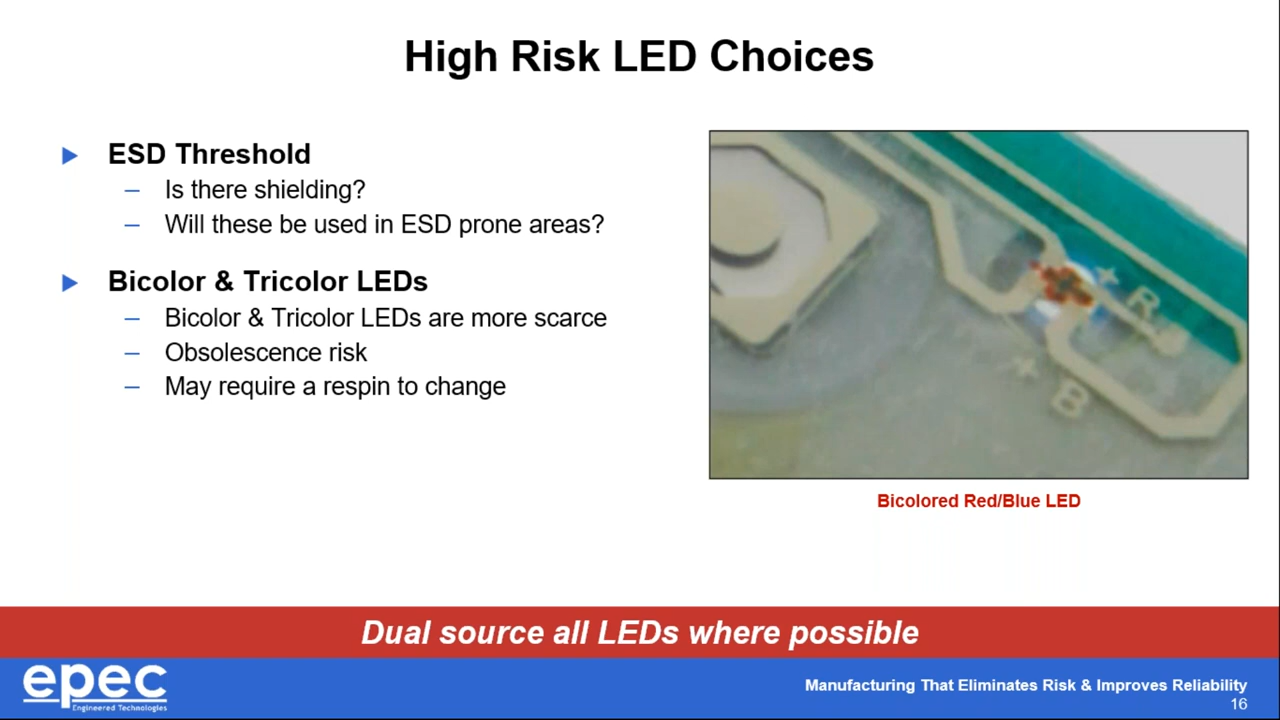 High Risk LED Choices
ESD Threshold
– Is there shielding?
– Will these be used in ESD prone areas?
Bicolor & Tricolor LEDs
– Bicolor & Tricolor LEDs are more scarce
– Obsolescence risk
– May require a respin to change
+ R
+ B
Bicolored Red/Blue LED
Dual source all LEDs where possible
epec
Engineered Technologies
Manufacturing That Eliminates Risk & Improves Reliability
16